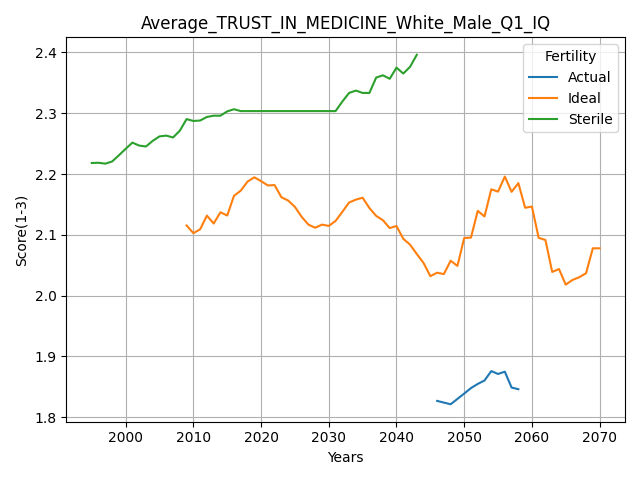 Average_TRUST_IN_MEDICINE_White_Male_Q1_IQ
Fertility
Actual
Ideal
Sterile
Score(1-3)
2.4
2.3
2.2
2.1
2.0
1.9
1.8
2000 2010 2020 2030 2040 2050 2060 2070
Years